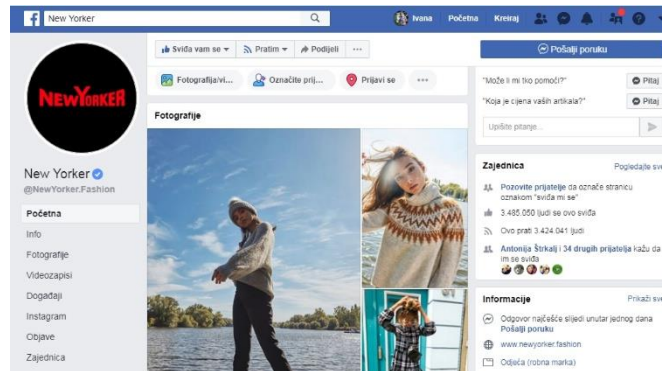 New Yorker
Ivana Početna Kreiraj
Sviđa vam se Pratim Podijeli
Pošalji poruku
Fotografija/vi... Označite prij... Prijavi se
"Može li mi tko pomoći?" Pitaj
"Koja je cijena vaših artikala?" Pitaj
Upišite pitanje...
NEWYORKER
New Yorker
@NewYorker.Fashion
Početna
Info
Fotografije
Videozapisi
Događaji
Instagram
Objave
Zajednica
Fotografije
Zajednica Pogledajte sve
Pozovite prijatelje da označe stranicu
oznakom "sviđa mi se"
3.485.050 ljudi se ovo sviđa
Ovo prati 3.424.041 ljudi
Antonija Štrkalj i 34 drugih prijatelja kažu da
im se sviđa
Informacije Prikaži sve
Odgovor najčešće slijedi unutar jednog dana
Pošalji poruku
www.newyorker.fashion
Odjeća (robna marka)